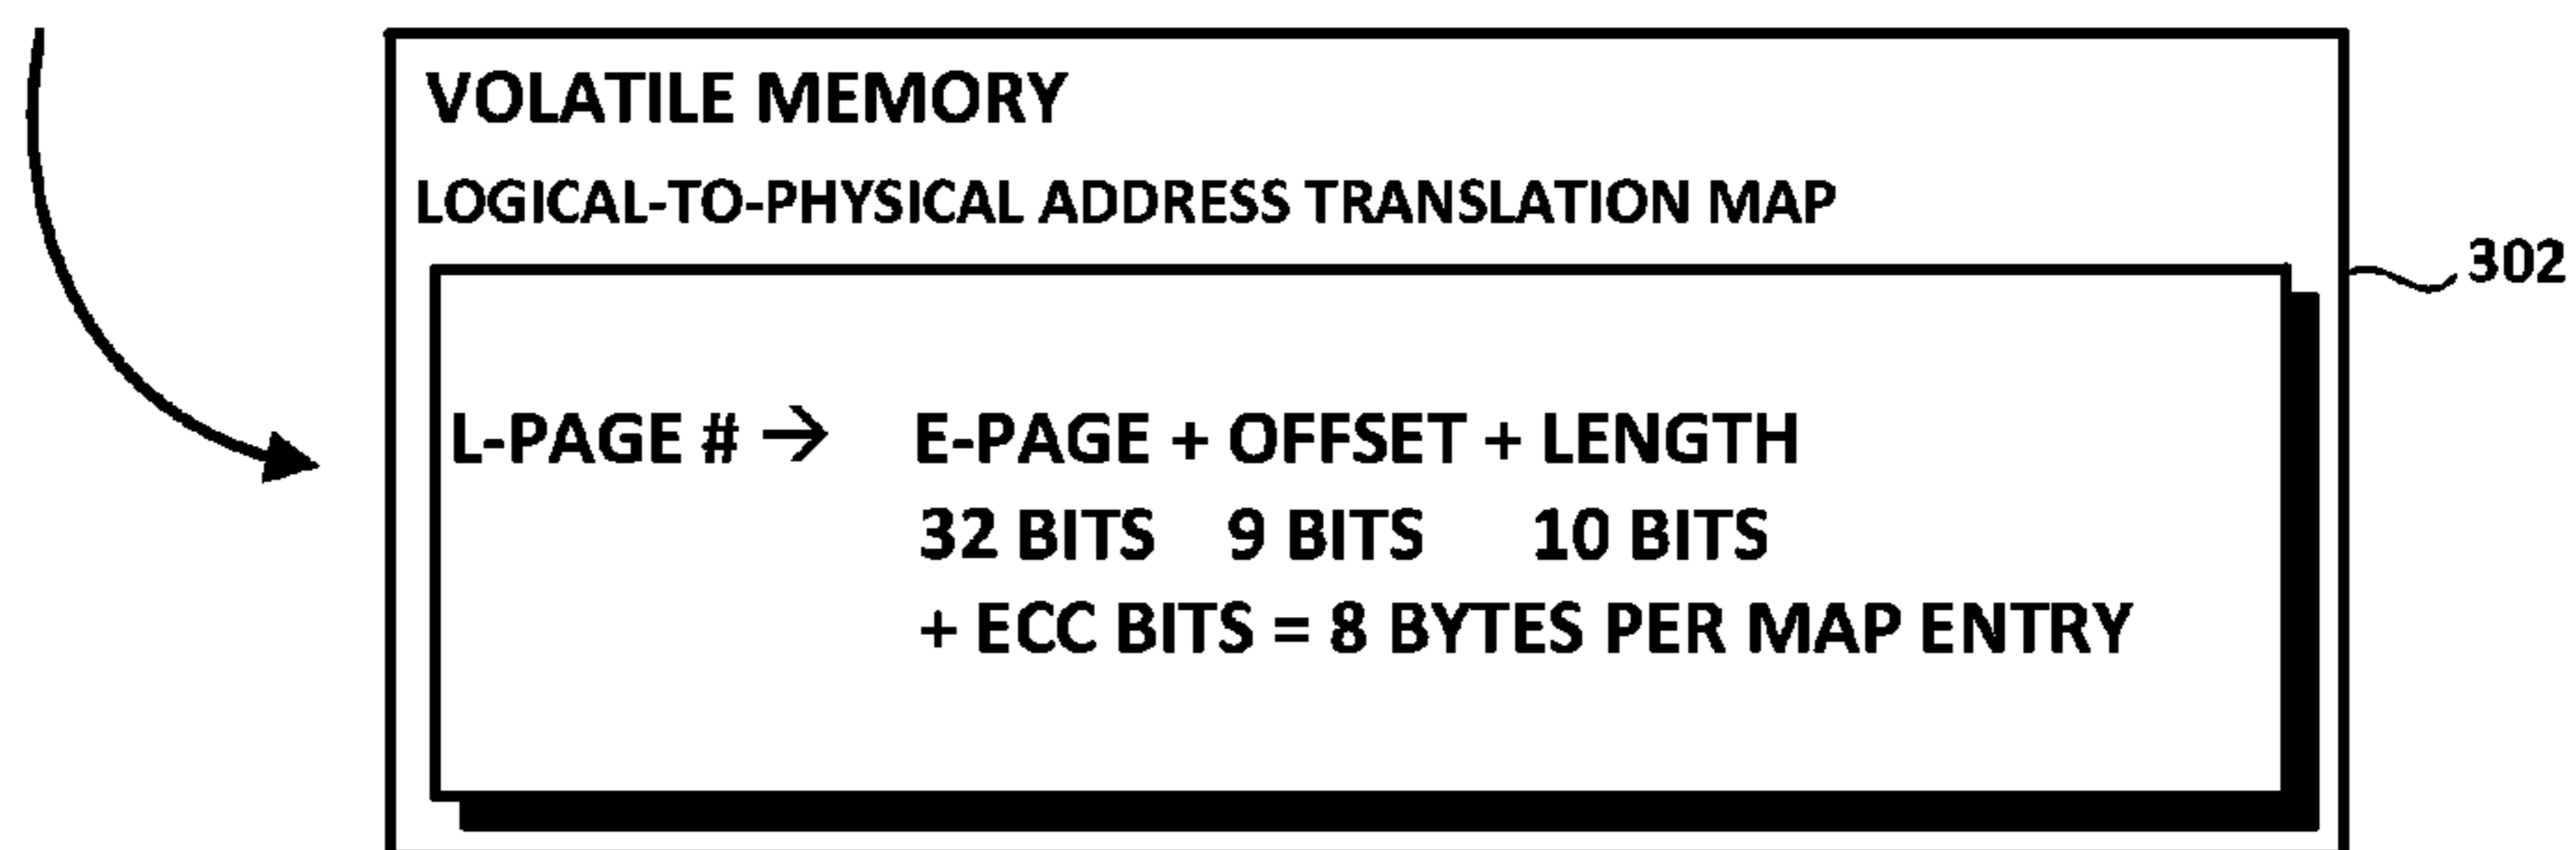 VOLATILE MEMORY
LOGICAL-TO-PHYSICAL ADDRESS TRANSLATION MAP
302
L-PAGE # → E-PAGE + OFFSET + LENGTH
32 BITS 9 BITS 10 BITS
+ ECC BITS = 8 BYTES PER MAP ENTRY